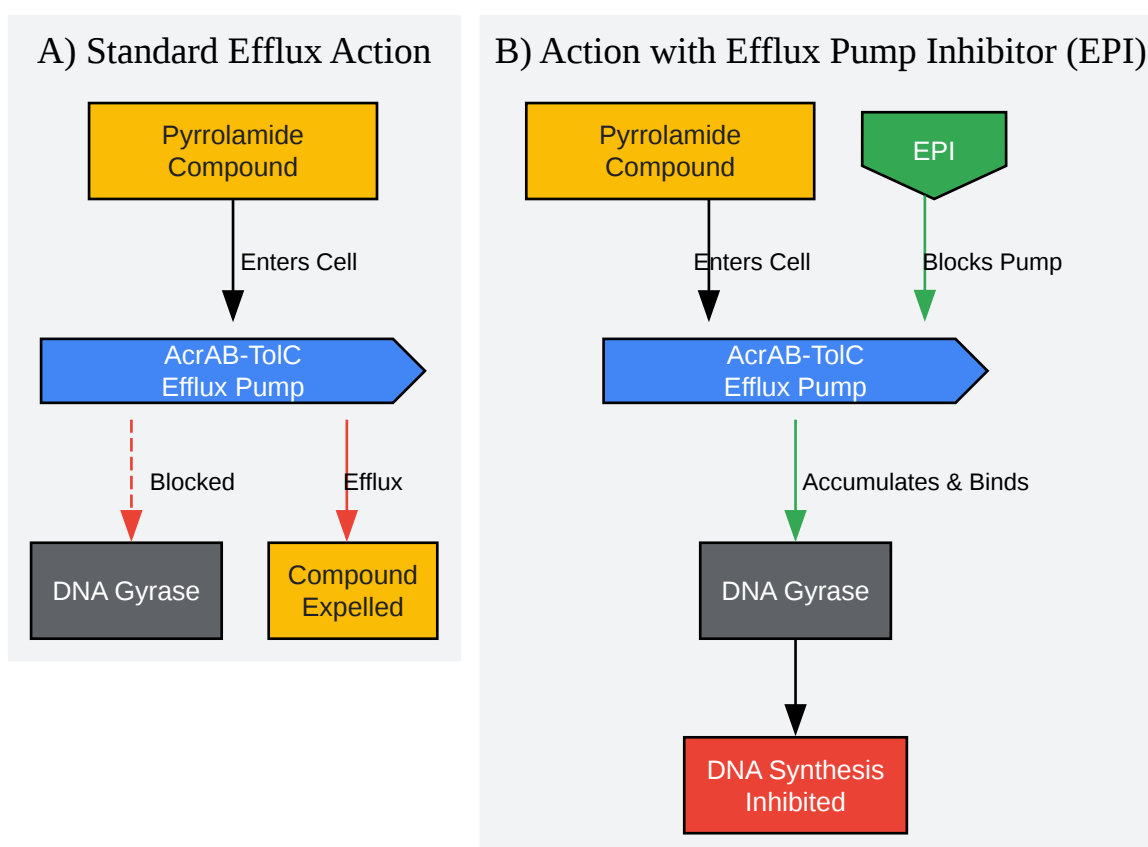 A) Standard Efflux Action
Pyrrolamide
Compound
Enters Cell
AcrAB-TolC
Efflux Pump
Blocked
Efflux
DNA Gyrase
Compound
Expelled
B) Action with Efflux Pump Inhibitor (EPI)
Pyrrolamide
Compound
EPI
Enters Cell
Blocks Pump
AcrAB-TolC
Efflux Pump
Accumulates & Binds
DNA Gyrase
DNA Synthesis
Inhibited